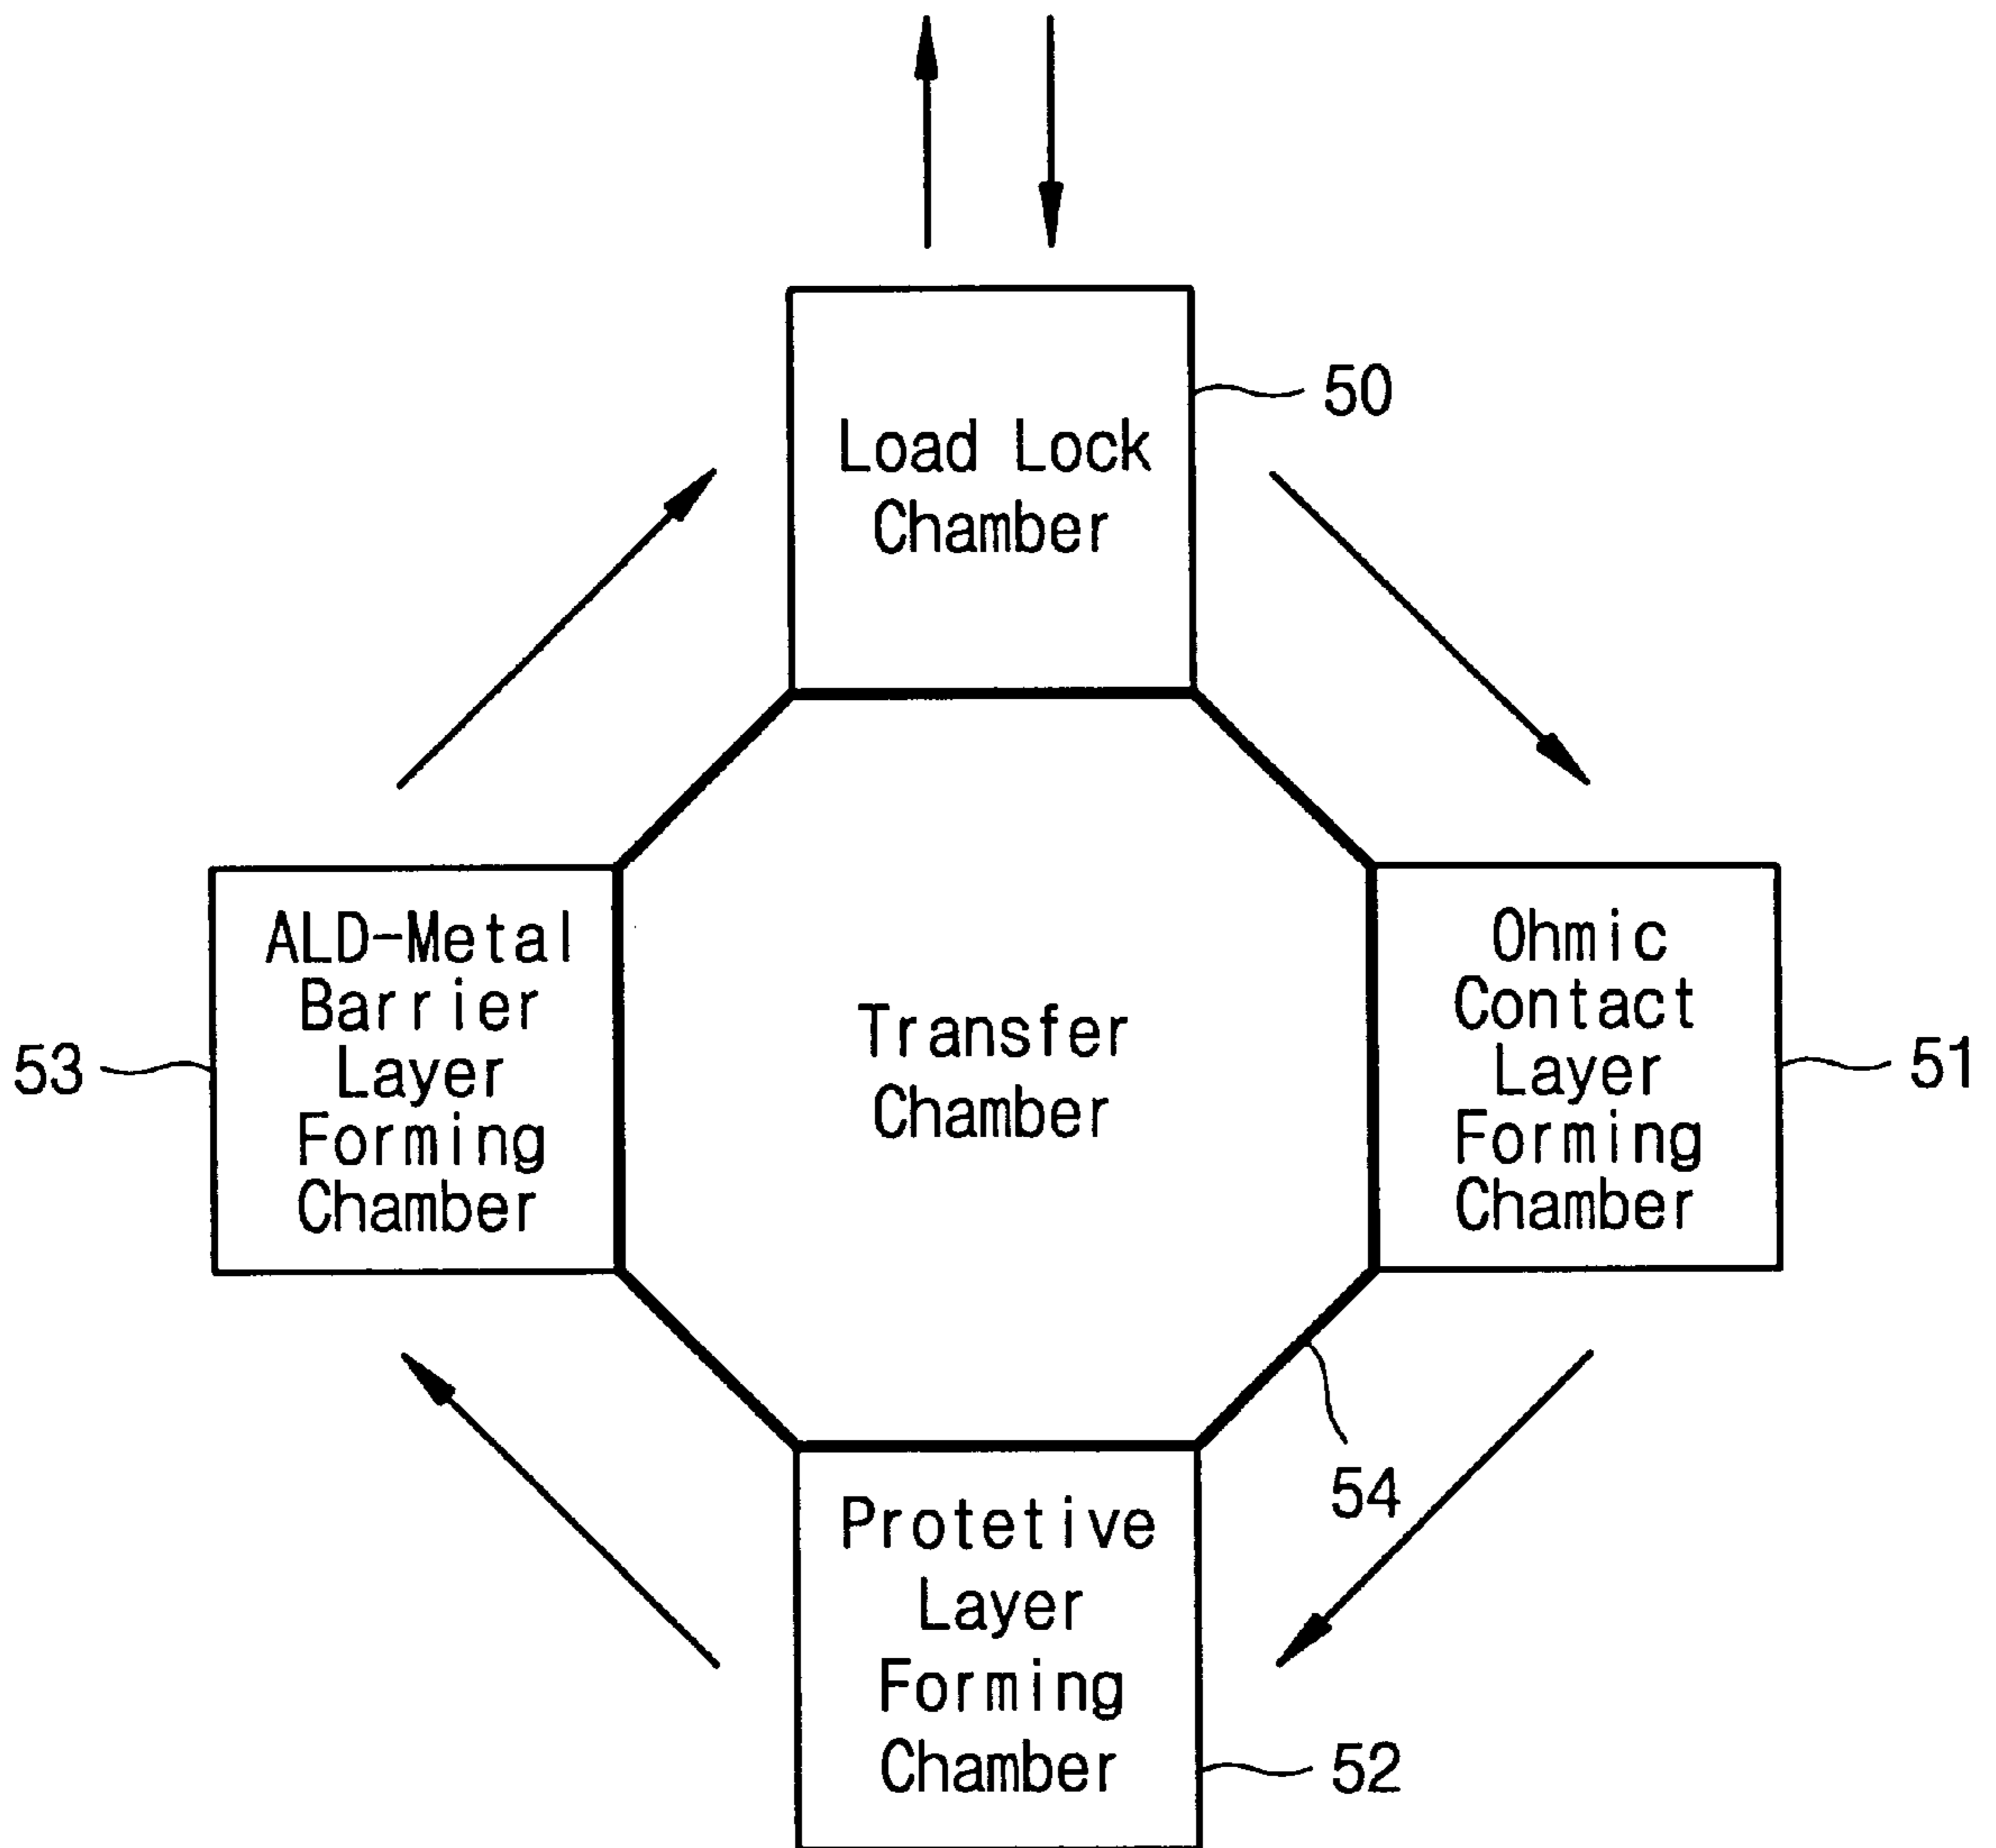 Load Lock
Chamber
50
ALD-Metal
Barrier
Layer
Forming
Chamber
53
Transfer
Chamber
Ohmic
Contact
Layer
Forming
Chamber
51
54
Protetive
Layer
Forming
Chamber
52